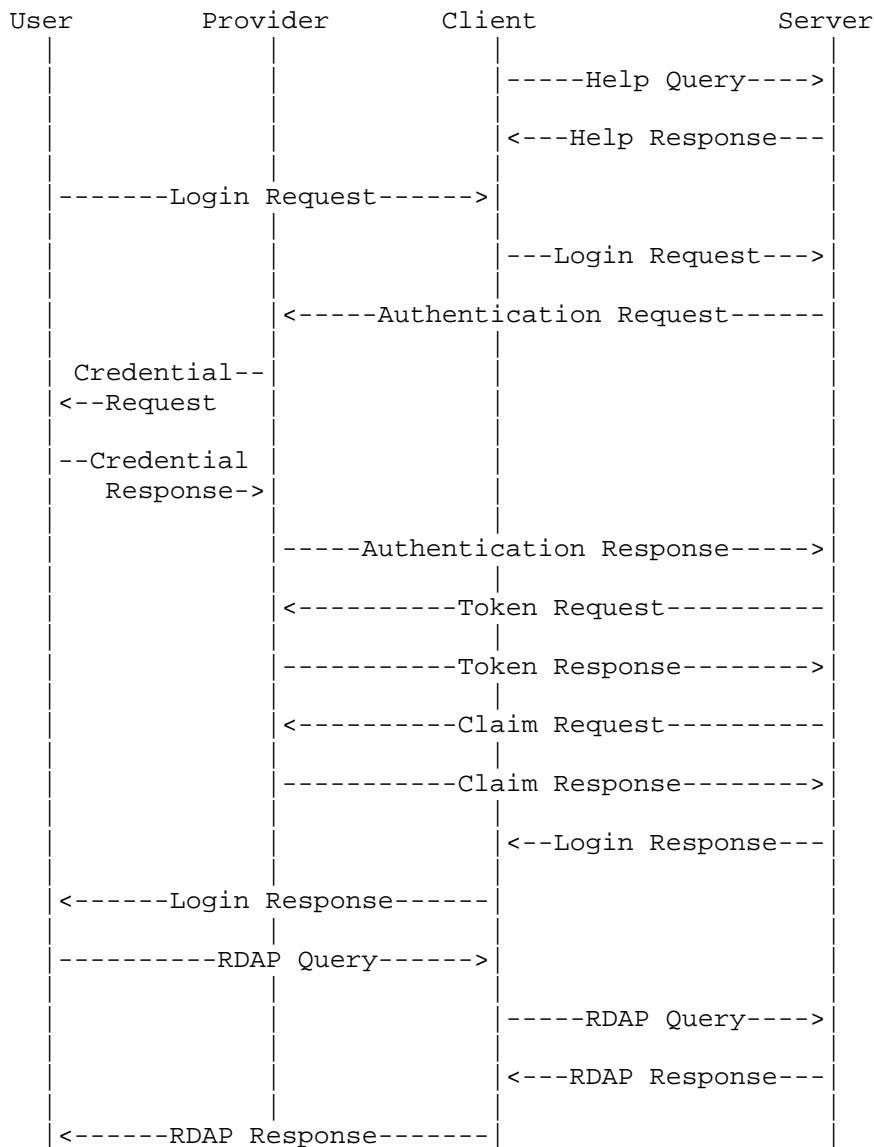 User Provider Client Server
-----Help Query---->
<---Help Response---
-------Login Request------>
---Login Request--->
<-----Authentication Request------
Credential--
<--Request
--Credential
Response->
-----Authentication Response----->
<----------Token Request----------
-----------Token Response-------->
<----------Claim Request----------
-----------Claim Response-------->
<--Login Response---
<------Login Response------
----------RDAP Query------>
-----RDAP Query---->
<---RDAP Response---
<------RDAP Response-------